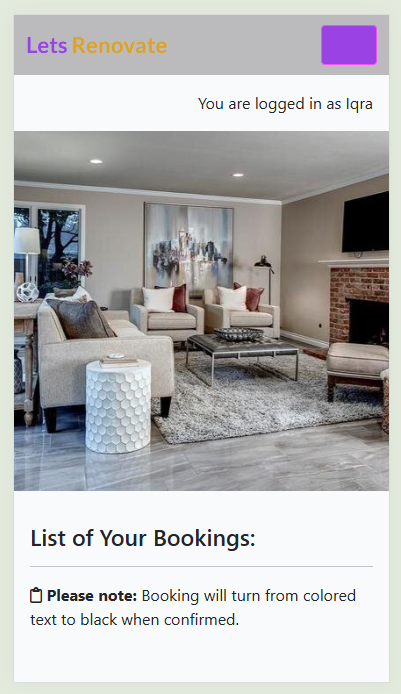 Lets Renovate
You are logged in as Iqra
List of Your Bookings:
Please note: Booking will turn from colored
text to black when confirmed.